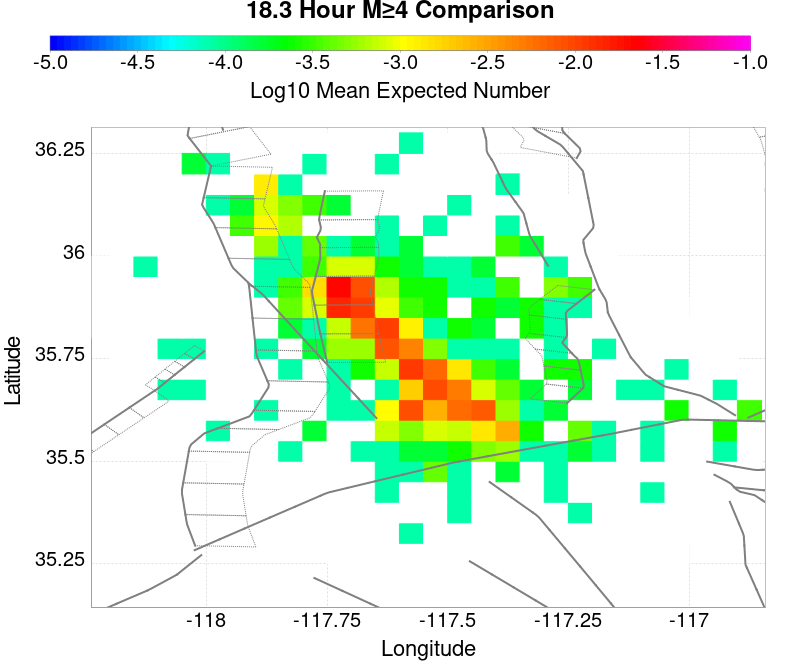 18.3 Hour M≥4 Comparison
-5.0 -4.5 -4.0 -3.5 -3.0 -2.5 -2.0 -1.5 -1.0
Log10 Mean Expected Number
36.25
36
35.75
35.5
35.25
Latitude
-118 -117.75 -117.5 -117.25 -117
Longitude